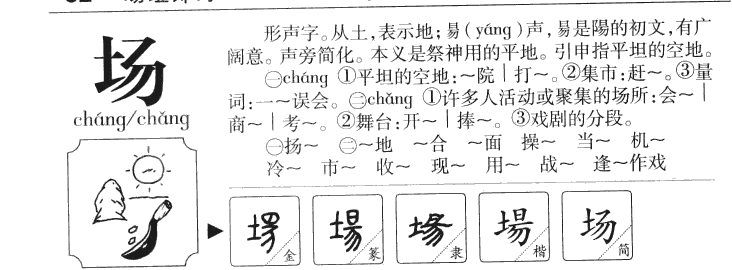 形声字。从土,表示地;昜(yáng)声,昜是陽的初文,有广
阔意。声旁简化。本义是祭神用的平地。引申指平坦的空地。
场
cháng/chǎng
㊀cháng ①平坦的空地:~院|打~。②集市:赶~。③量
词:一~误会。㊁chǎng ①许多人活动或聚集的场所:会~|
商~|考~。②舞台:开~|捧~。③戏剧的分段。
㊀扬~ ㊁~地 ~合 ~面 操~ 当~ 机~
冷~ 市~ 收~ 现~ 用~ 战~ 逢~作戏
金
篆
隶
場 楷
场 简